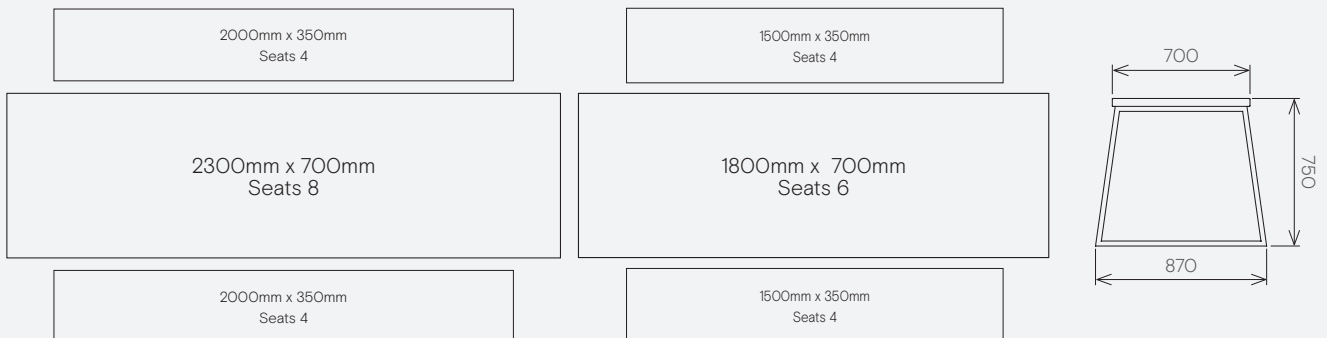 2000mm x 350mm
Seats 4
1500mm x 350mm
Seats 4
2300mm x 700mm
Seats 8
1800mm x  700mm
Seats 6
2000mm x 350mm
Seats 4
1500mm x 350mm
Seats 4
700
750
870